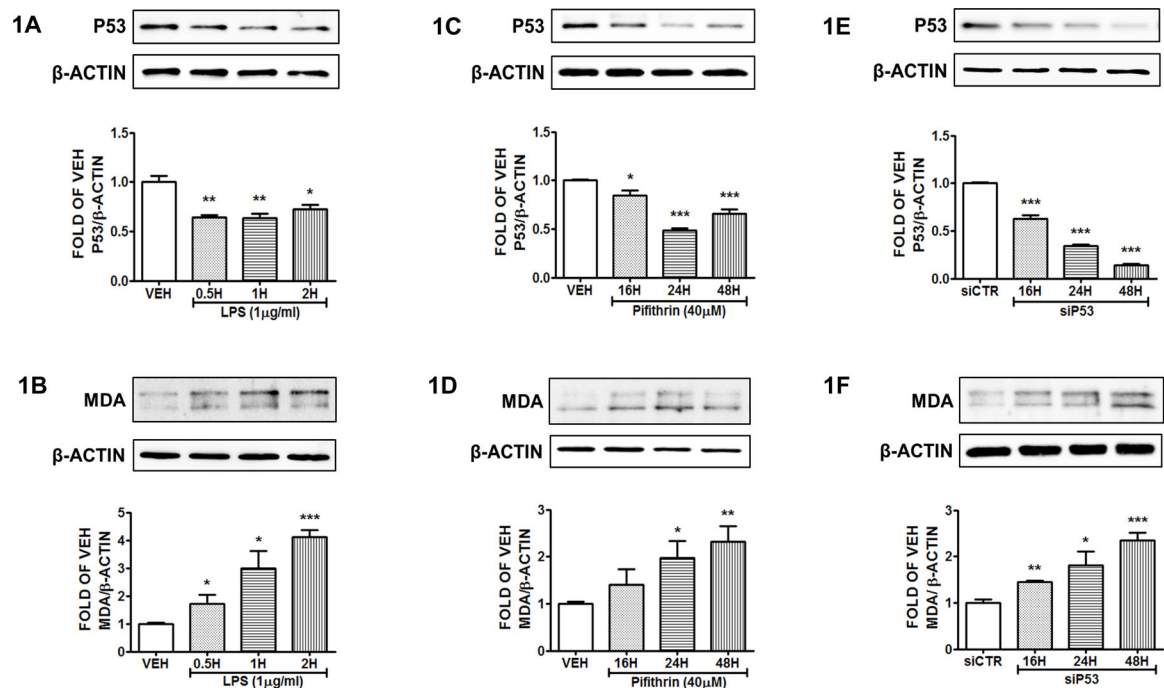 1A
P53
β-ACTIN
FOLD OF VEH
P53/β-ACTIN
1.5
1.0
0.5
0.0
**
**
*
VEH
0.5H
1H
2H
LPS (1μg/ml)
1C
P53
β-ACTIN
FOLD OF VEH
P53/β-ACTIN
1.5
1.0
0.5
0.0
*
***
***
VEH
16H
24H
48H
Pifithrin (40μM)
1E
P53
β-ACTIN
FOLD OF VEH
P53/β-ACTIN
1.5
1.0
0.5
0.0
***
***
***
siCTR
16H
24H
48H
siP53
1B
MDA
β-ACTIN
FOLD OF VEH
MDA/β-ACTIN
5
4
3
2
1
0
*
*
***
VEH
0.5H
1H
2H
LPS (1μg/ml)
1D
MDA
β-ACTIN
FOLD OF VEH
MDA/β-ACTIN
3
2
1
0
*
**
VEH
16H
24H
48H
Pifithrin (40μM)
1F
MDA
β-ACTIN
FOLD OF VEH
MDA/ β-ACTIN
3
2
1
0
**
*
***
siCTR
16H
24H
48H
siP53